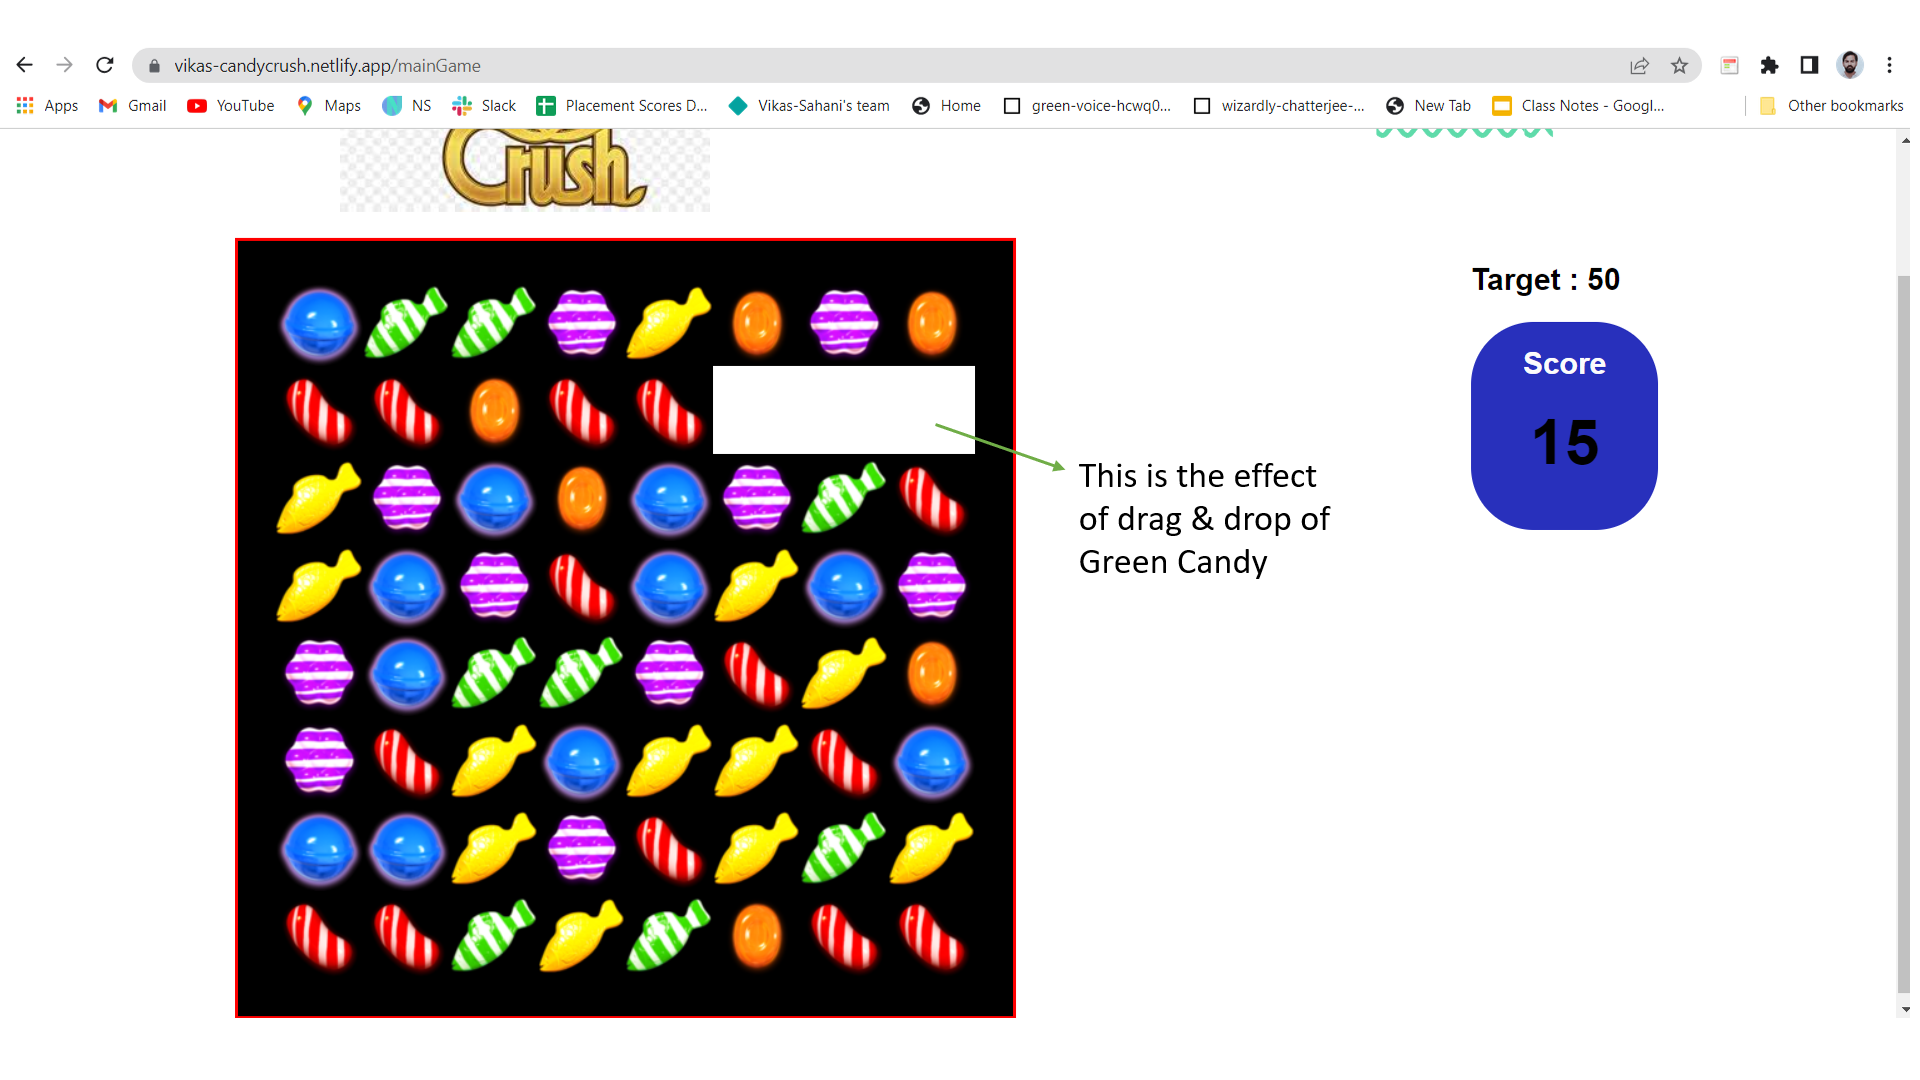 vikas-candycrush.netlify.app/mainGame
Apps Gmail YouTube Maps NS Slack Placement Scores D... Vikas-Sahani's team Home green-voice-hcwq0... wizardly-chatterjee-... New Tab Class Notes - Googl... Other bookmarks
Crush
Target : 50
Score
15
This is the effect
of drag & drop of
Green Candy